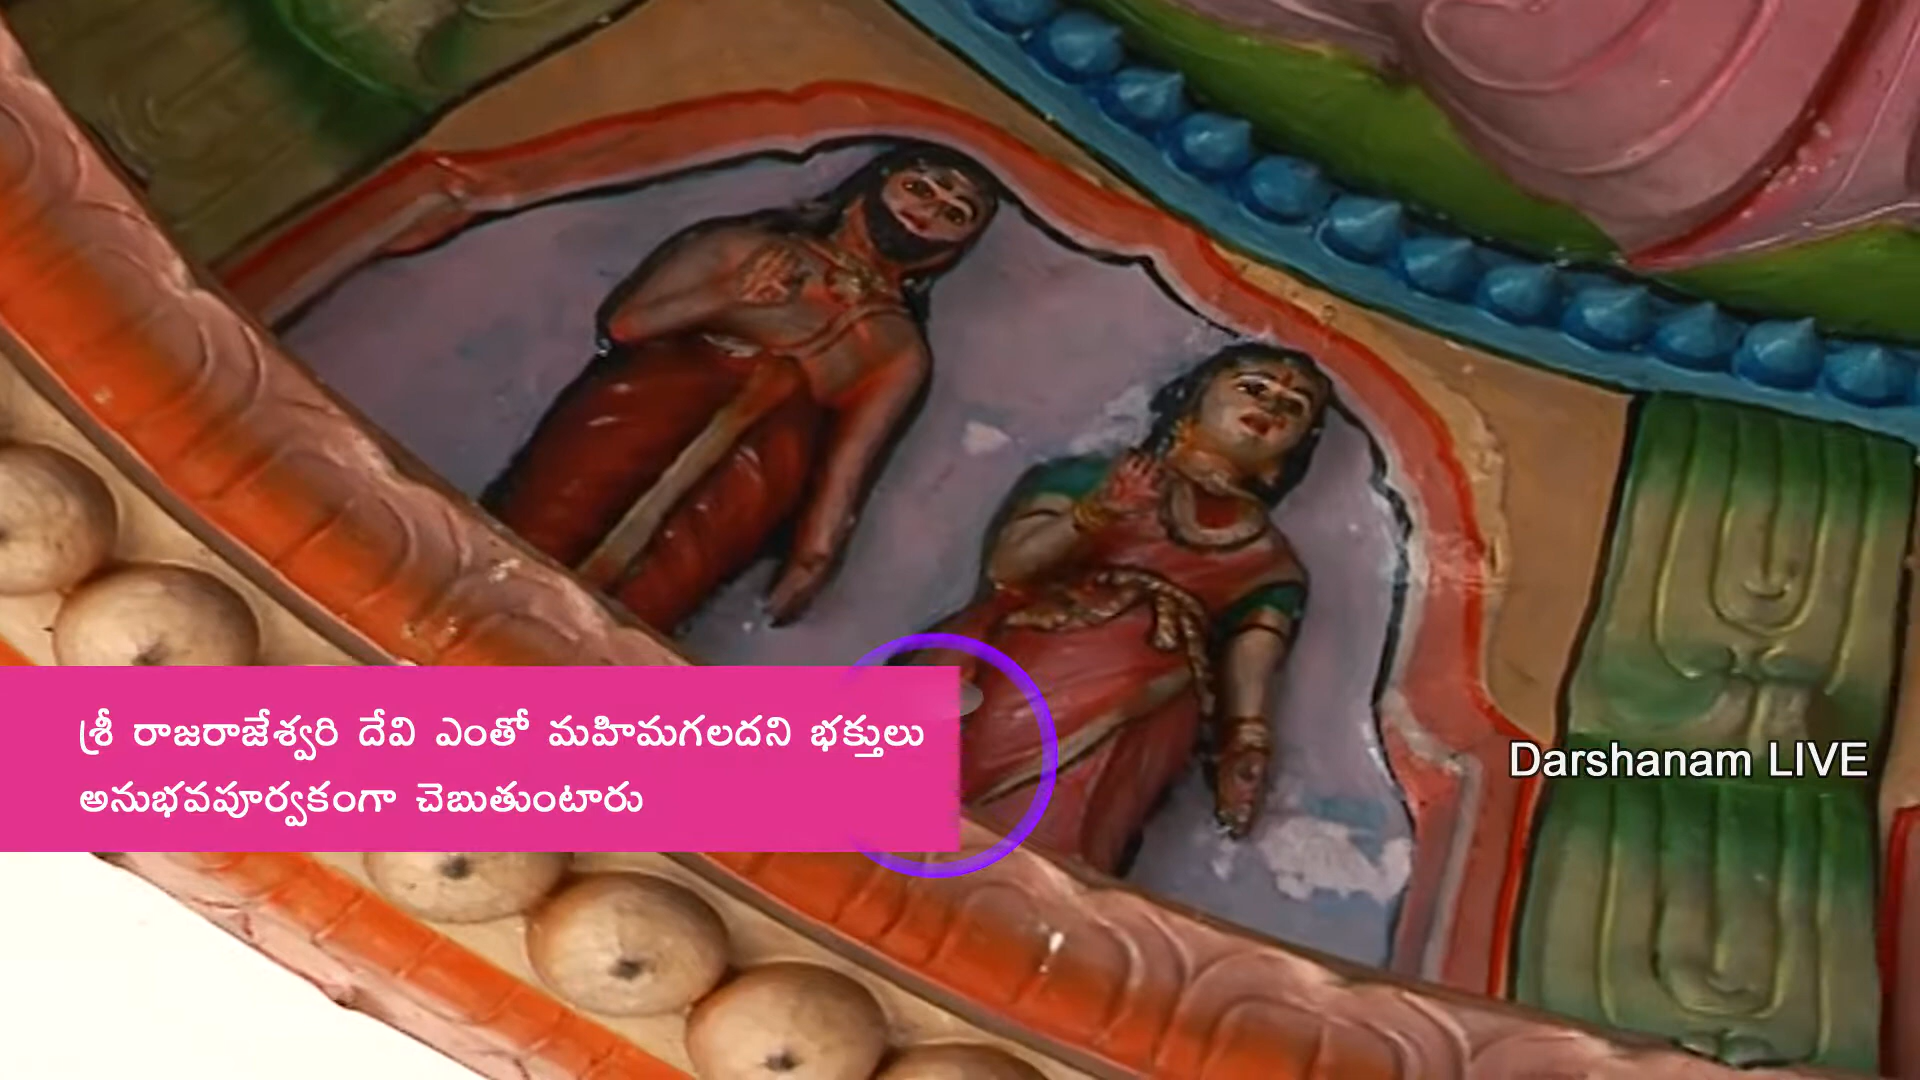 శ్రీ రాజరాజేశ్వరి దేవి ఎంతో మహిమగలదని భక్తులు
అనుభవపూర్వకంగా చెబుతుంటారు
Darshanam LIVE